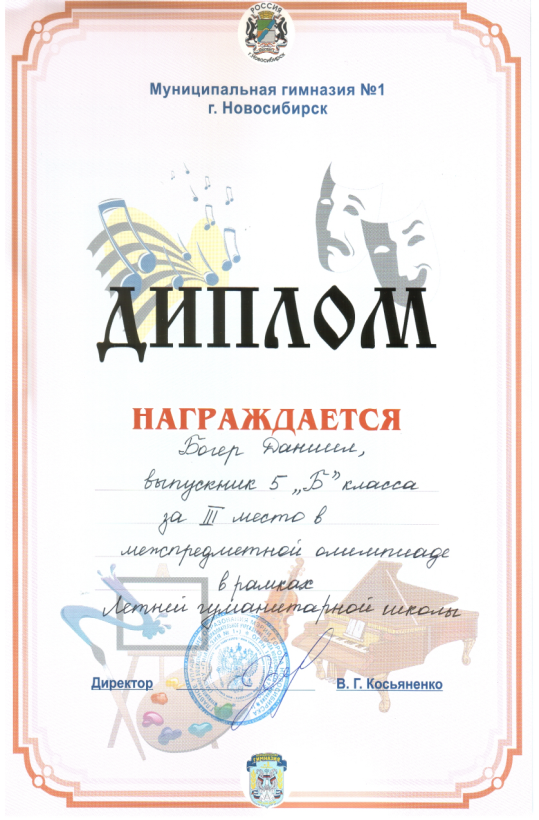 РОССИЯ
г. Новосибирск
Муниципальная гимназия №1
г. Новосибирск
ДИПЛОМ
НАГРАЖДАЕТСЯ
Богер Даниил,
выпускник 5 „Б” класса
за III место в
межпредметной олимпиаде
в рамках
Летней гуманитарной школы
Директор
В. Г. Косьяненко
ГИМНАЗИЯ